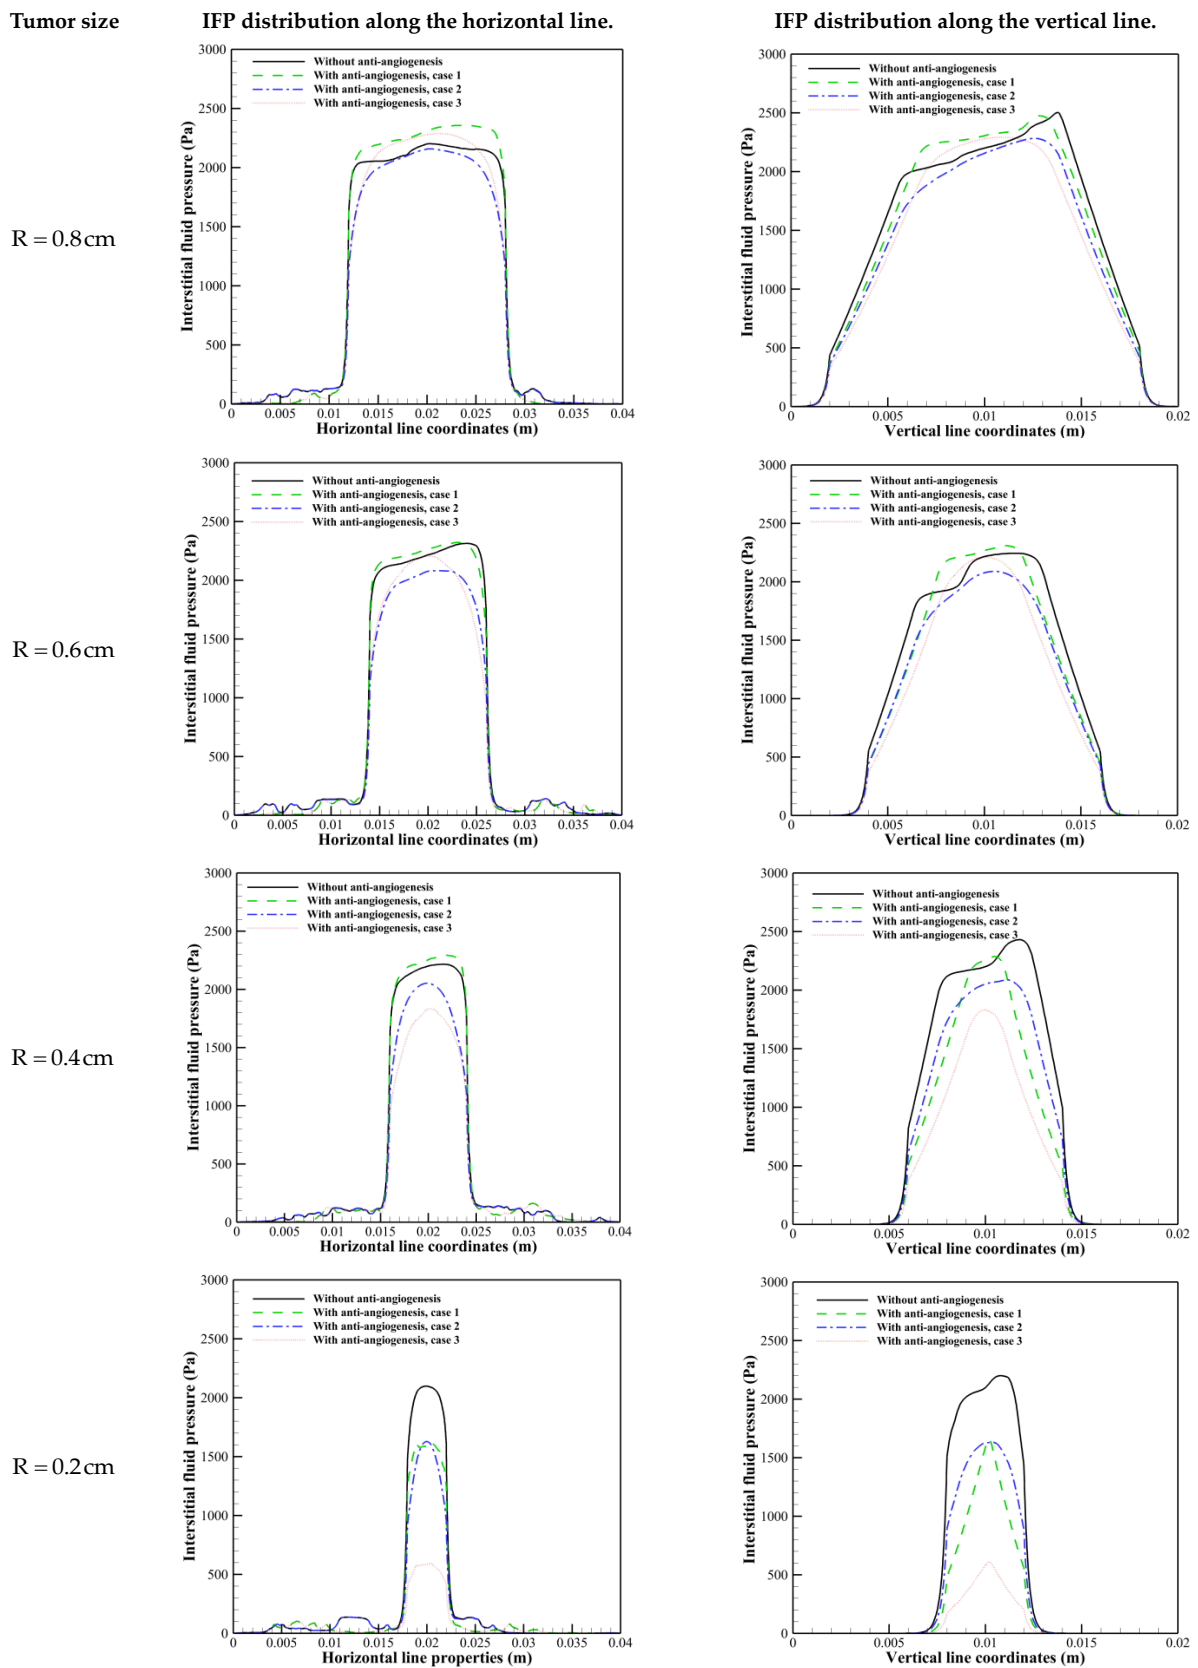 Tumor size
IFP distribution along the horizontal line.
IFP distribution along the vertical line.
R = 0.8 cm
Interstitial fluid pressure (Pa)
3000
2500
2000
1500
1000
500
0
Without anti-angiogenesis
With anti-angiogenesis, case 1
With anti-angiogenesis, case 2
With anti-angiogenesis, case 3
0 0.005 0.01 0.015 0.02 0.025 0.03 0.035 0.04
Horizontal line coordinates (m)
Interstitial fluid pressure (Pa)
3000
2500
2000
1500
1000
500
0
Without anti-angiogenesis
With anti-angiogenesis, case 1
With anti-angiogenesis, case 2
With anti-angiogenesis, case 3
0 0.005 0.01 0.015 0.02
Vertical line coordinates (m)
R = 0.6 cm
Interstitial fluid pressure (Pa)
3000
2500
2000
1500
1000
500
0
Without anti-angiogenesis
With anti-angiogenesis, case 1
With anti-angiogenesis, case 2
With anti-angiogenesis, case 3
0 0.005 0.01 0.015 0.02 0.025 0.03 0.035 0.04
Horizontal line coordinates (m)
Interstitial fluid pressure (Pa)
3000
2500
2000
1500
1000
500
0
Without anti-angiogenesis
With anti-angiogenesis, case 1
With anti-angiogenesis, case 2
With anti-angiogenesis, case 3
0 0.005 0.01 0.015 0.02
Vertical line coordinates (m)
R = 0.4 cm
Interstitial fluid pressure (Pa)
3000
2500
2000
1500
1000
500
0
Without anti-angiogenesis
With anti-angiogenesis, case 1
With anti-angiogenesis, case 2
With anti-angiogenesis, case 3
0 0.005 0.01 0.015 0.02 0.025 0.03 0.035 0.04
Horizontal line coordinates (m)
Interstitial fluid pressure (Pa)
3000
2500
2000
1500
1000
500
0
Without anti-angiogenesis
With anti-angiogenesis, case 1
With anti-angiogenesis, case 2
With anti-angiogenesis, case 3
0 0.005 0.01 0.015 0.02
Vertical line coordinates (m)
R = 0.2 cm
Interstitial fluid pressure (Pa)
3000
2500
2000
1500
1000
500
0
Without anti-angiogenesis
With anti-angiogenesis, case 1
With anti-angiogenesis, case 2
With anti-angiogenesis, case 3
0 0.005 0.01 0.015 0.02 0.025 0.03 0.035 0.04
Horizontal line properties (m)
Interstitial fluid pressure (Pa)
3000
2500
2000
1500
1000
500
0
Without anti-angiogenesis
With anti-angiogenesis, case 1
With anti-angiogenesis, case 2
With anti-angiogenesis, case 3
0 0.005 0.01 0.015 0.02
Vertical line coordinates (m)